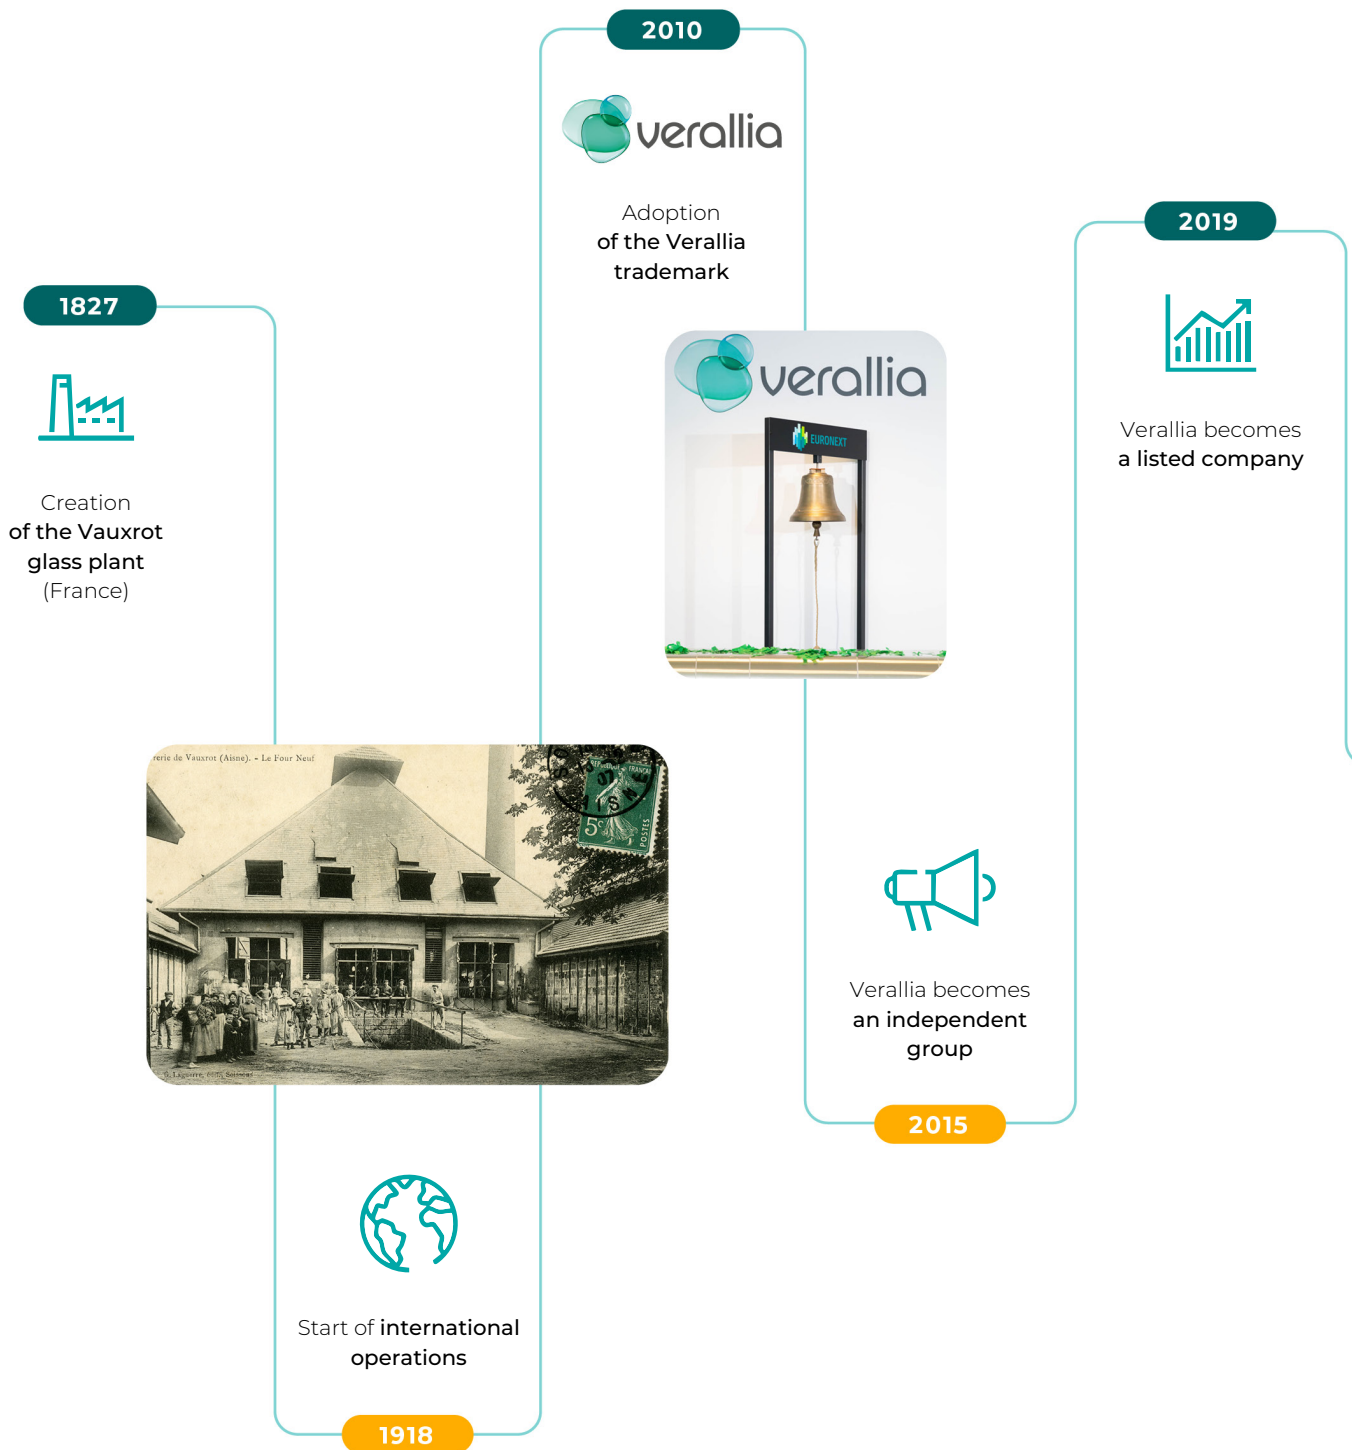 1827
Creation
of the Vauxrot
glass plant
(France)
rerie de Vauxrot (Aisne). - Le Four Neuf
5c
POSTES
Start of international
operations
1918
2010
verallia
Adoption
of the Verallia
trademark
verallia
EURONEXT
Verallia becomes
an independent
group
2015
2019
Verallia becomes
a listed company